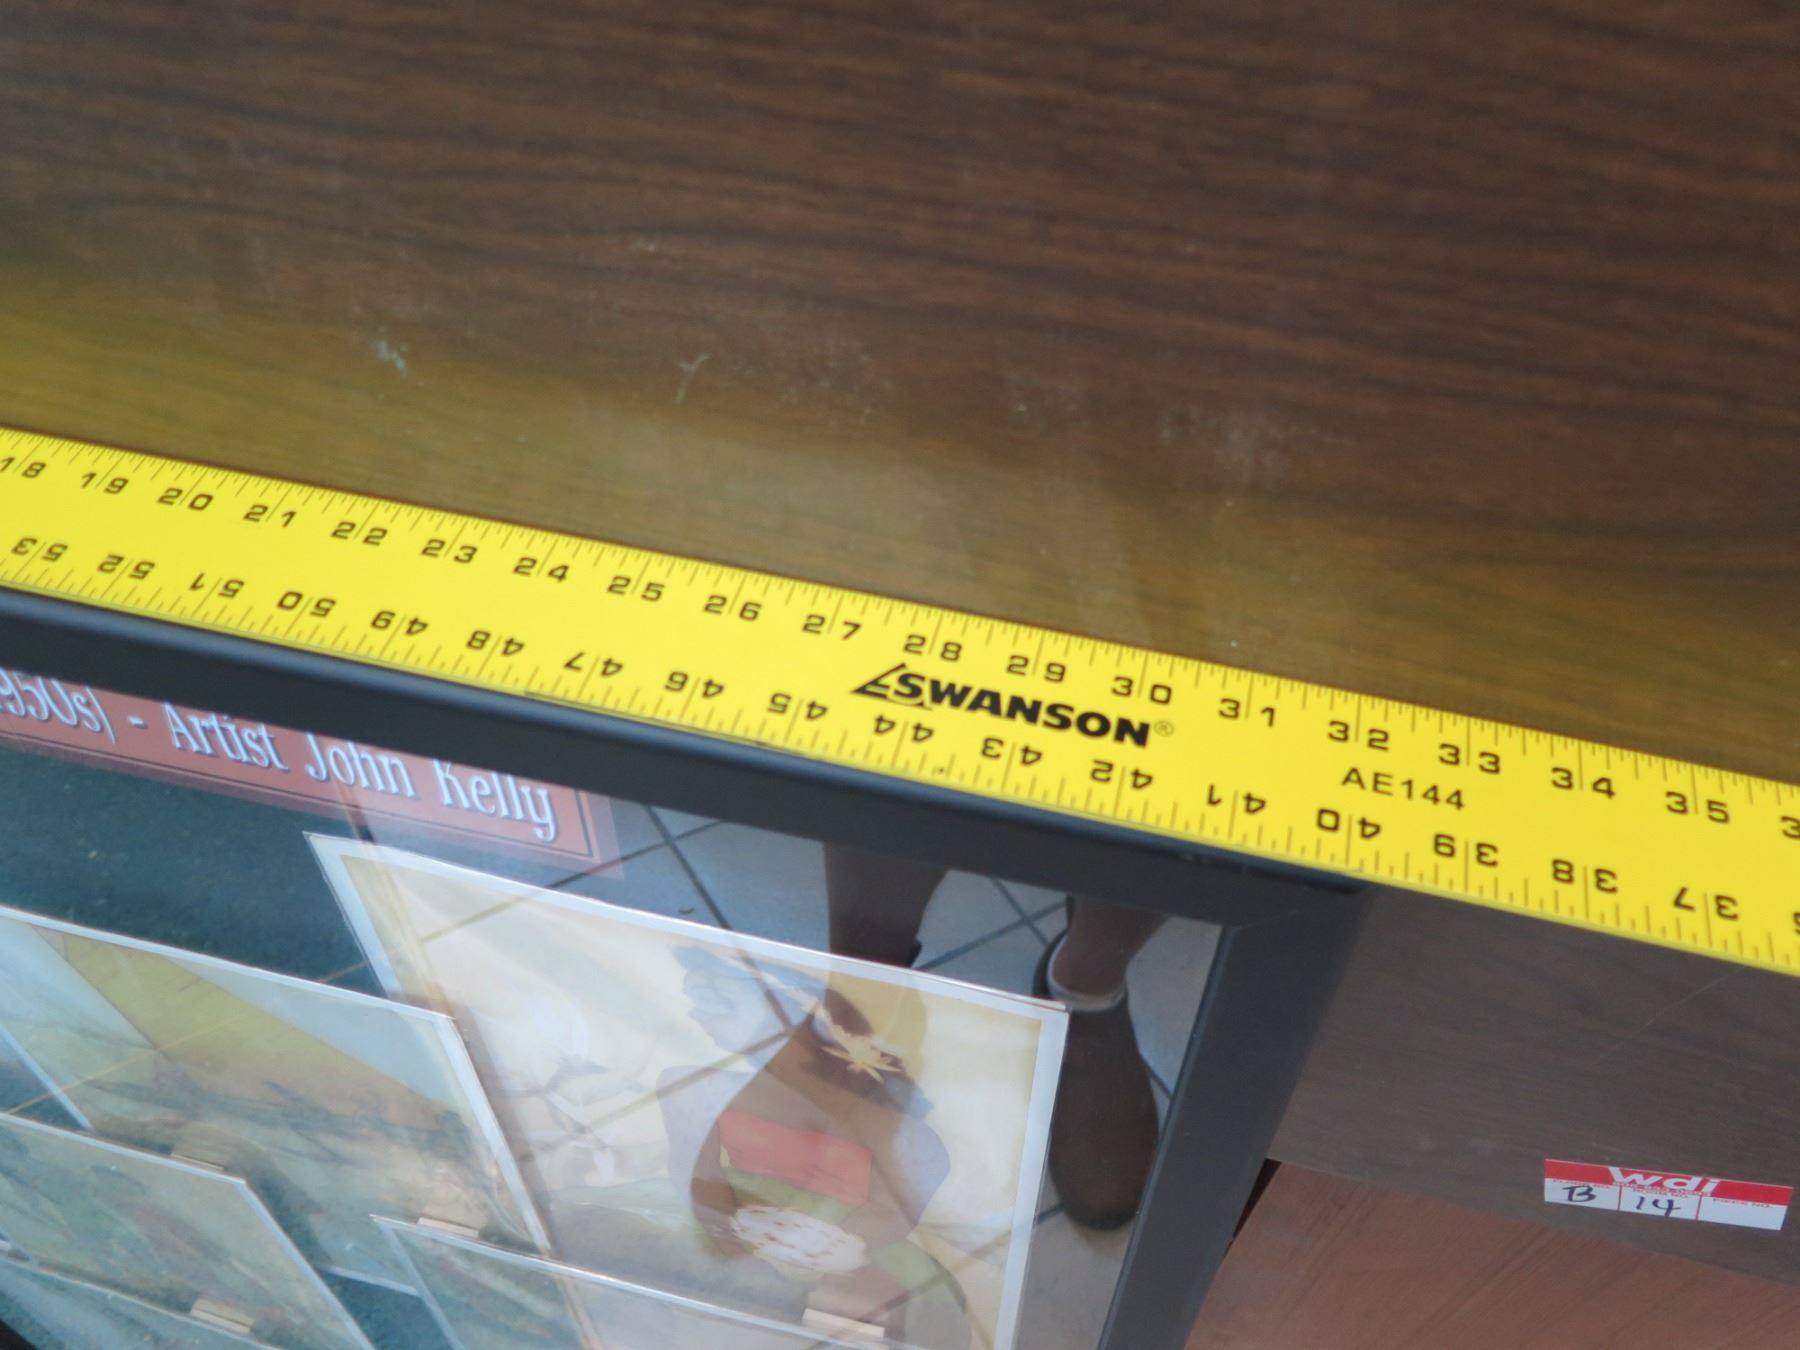 18 19 20 21 22 23 24 25 26 27 28 29 30 31 32 33 34 35
53 52 51 50 49 48 47 46 45 44 43 42 41 40 39 38 37
SWANSON®
AE144
950s) - Artist John Kelly
wdi
B 14